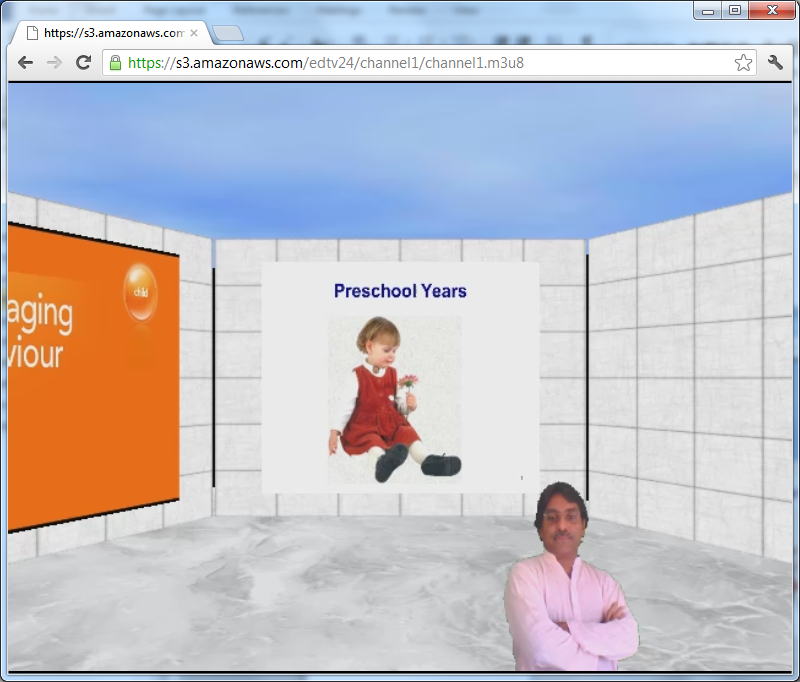 https://s3.amazonaws.com
https://s3.amazonaws.com/edtv24/channel1/channel1.m3u8
child
aging
viour
Preschool Years